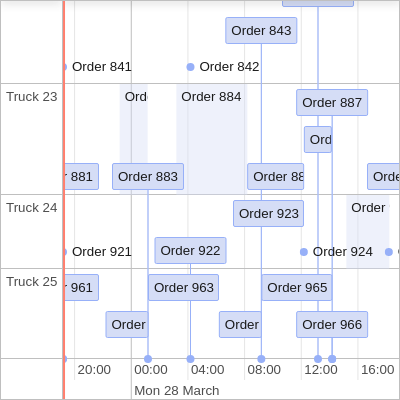 Order 843
Order 841
Order 842
Truck 23
Ord
Order 884
Order 887
Ord
881
Order 883
Order 88
Orde
Truck 24
Order
Order 923
Order 921
Order 922
Order 924
Truck 25
961
Order 963
Order 965
Order
Order
Order 966
20:00
00:00
04:00
08:00
12:00
16:00
Mon 28 March